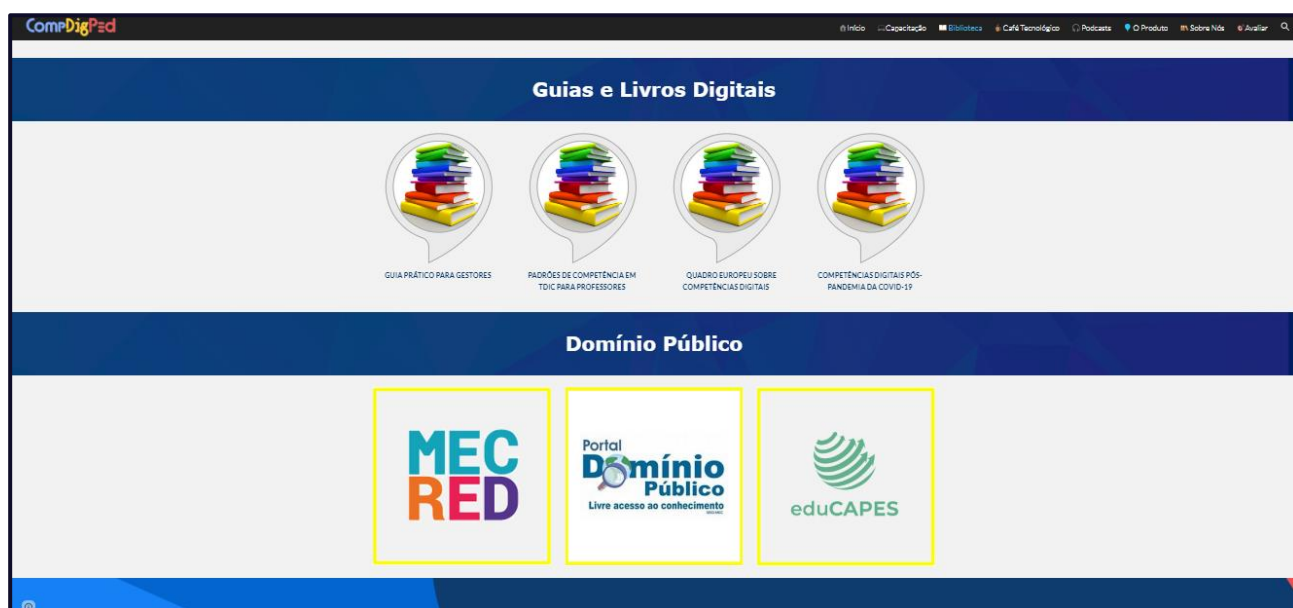 CompDigPed
Início Capacitação Biblioteca Café Tecnológico Podcasts O Produto Sobre Nós Avaliar
Guias e Livros Digitais
GUIA PRÁTICO PARA GESTORES
PADRÕES DE COMPETÊNCIA EM
TDIC PARA PROFESSORES
QUADRO EUROPEU SOBRE
COMPETÊNCIAS DIGITAIS
COMPETÊNCIAS DIGITAIS PÓS-
PANDEMIA DA COVID-19
Domínio Público
MEC
RED
Portal
Domínio
Público
Livre acesso ao conhecimento
eduCAPES